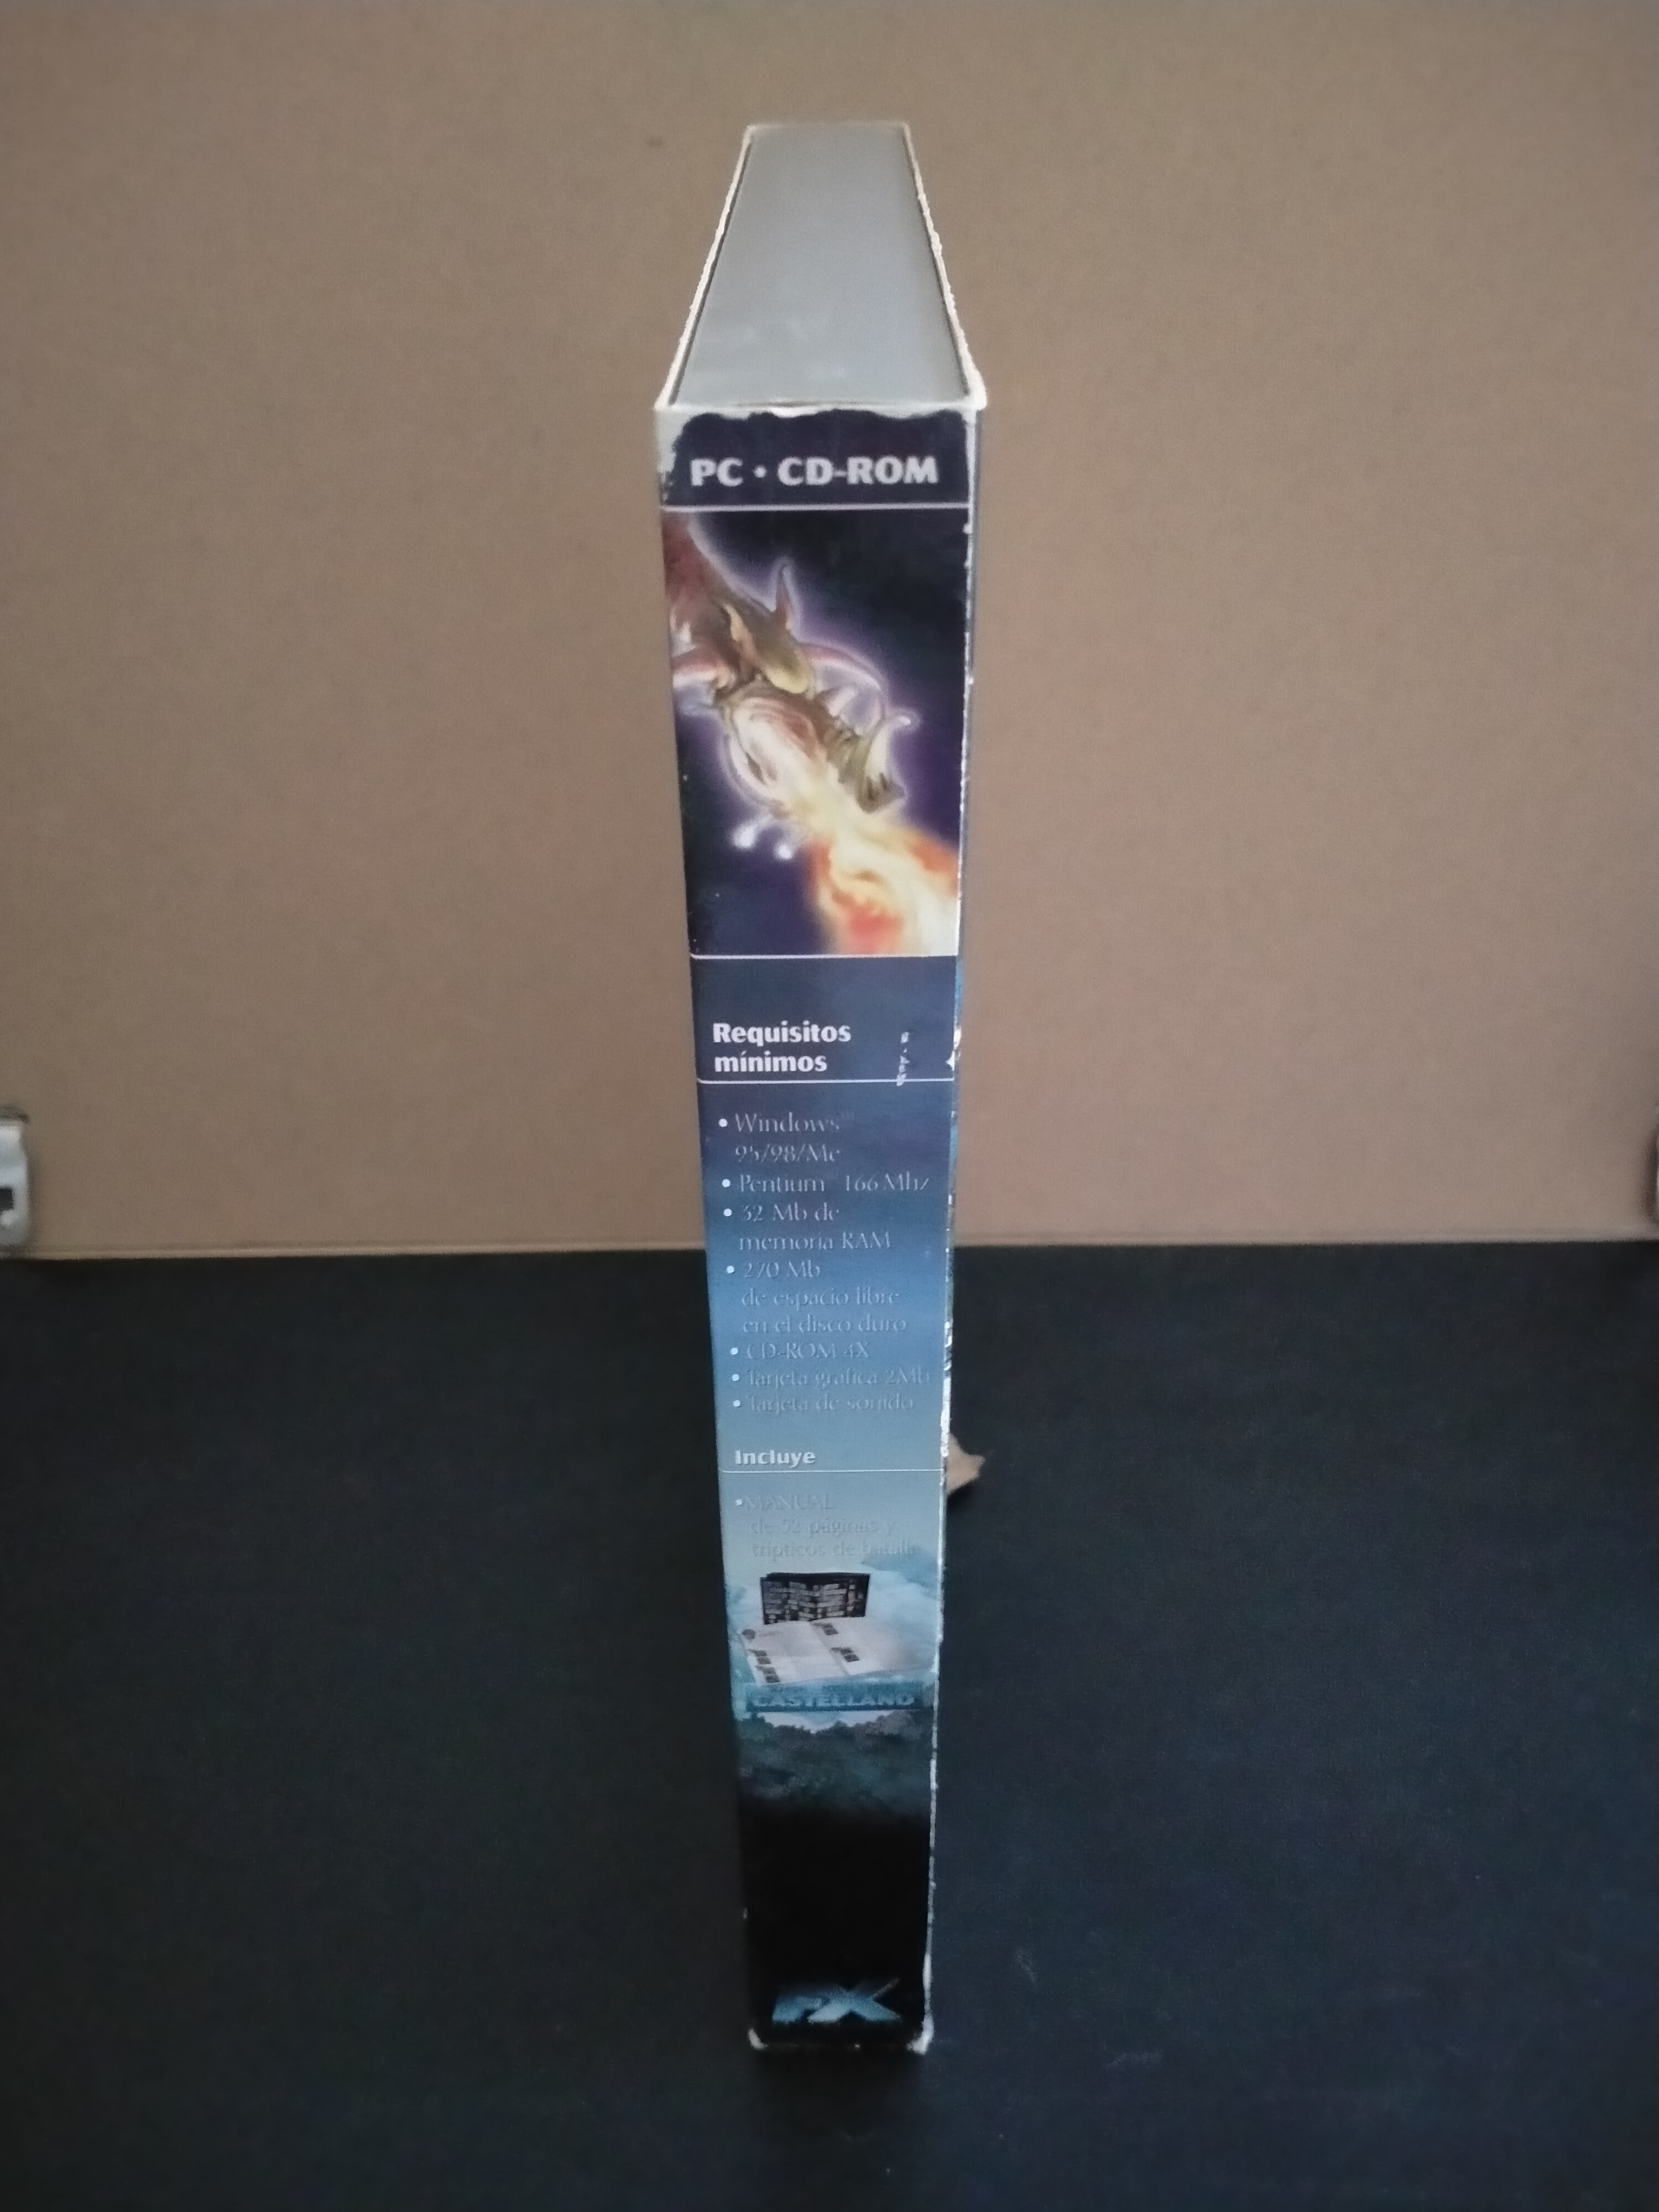 PC • CD-ROM
Requisitos
mínimos
• Windows™
95/98/Me
• Pentium™ 166 Mhz
• 32 Mb de
memoria RAM
• 270 Mb
de espacio libre
en el disco duro
• CD-ROM 4X
• Tarjeta gráfica 2Mb
• Tarjeta de sonido
Incluye
• MANUAL
de 52 páginas y
trípticos de batalla
CASTELLANO
FX